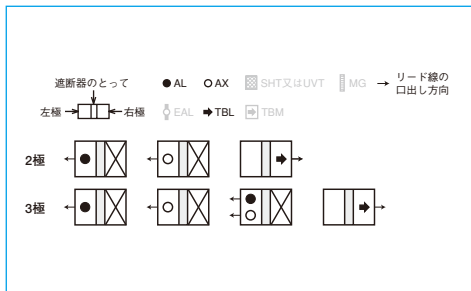 遮断器のとって
●AL ○AX SHT又はUVT MG → リード線の
口出し方向
左極 右極 EAL TBL TBM
2極
3極